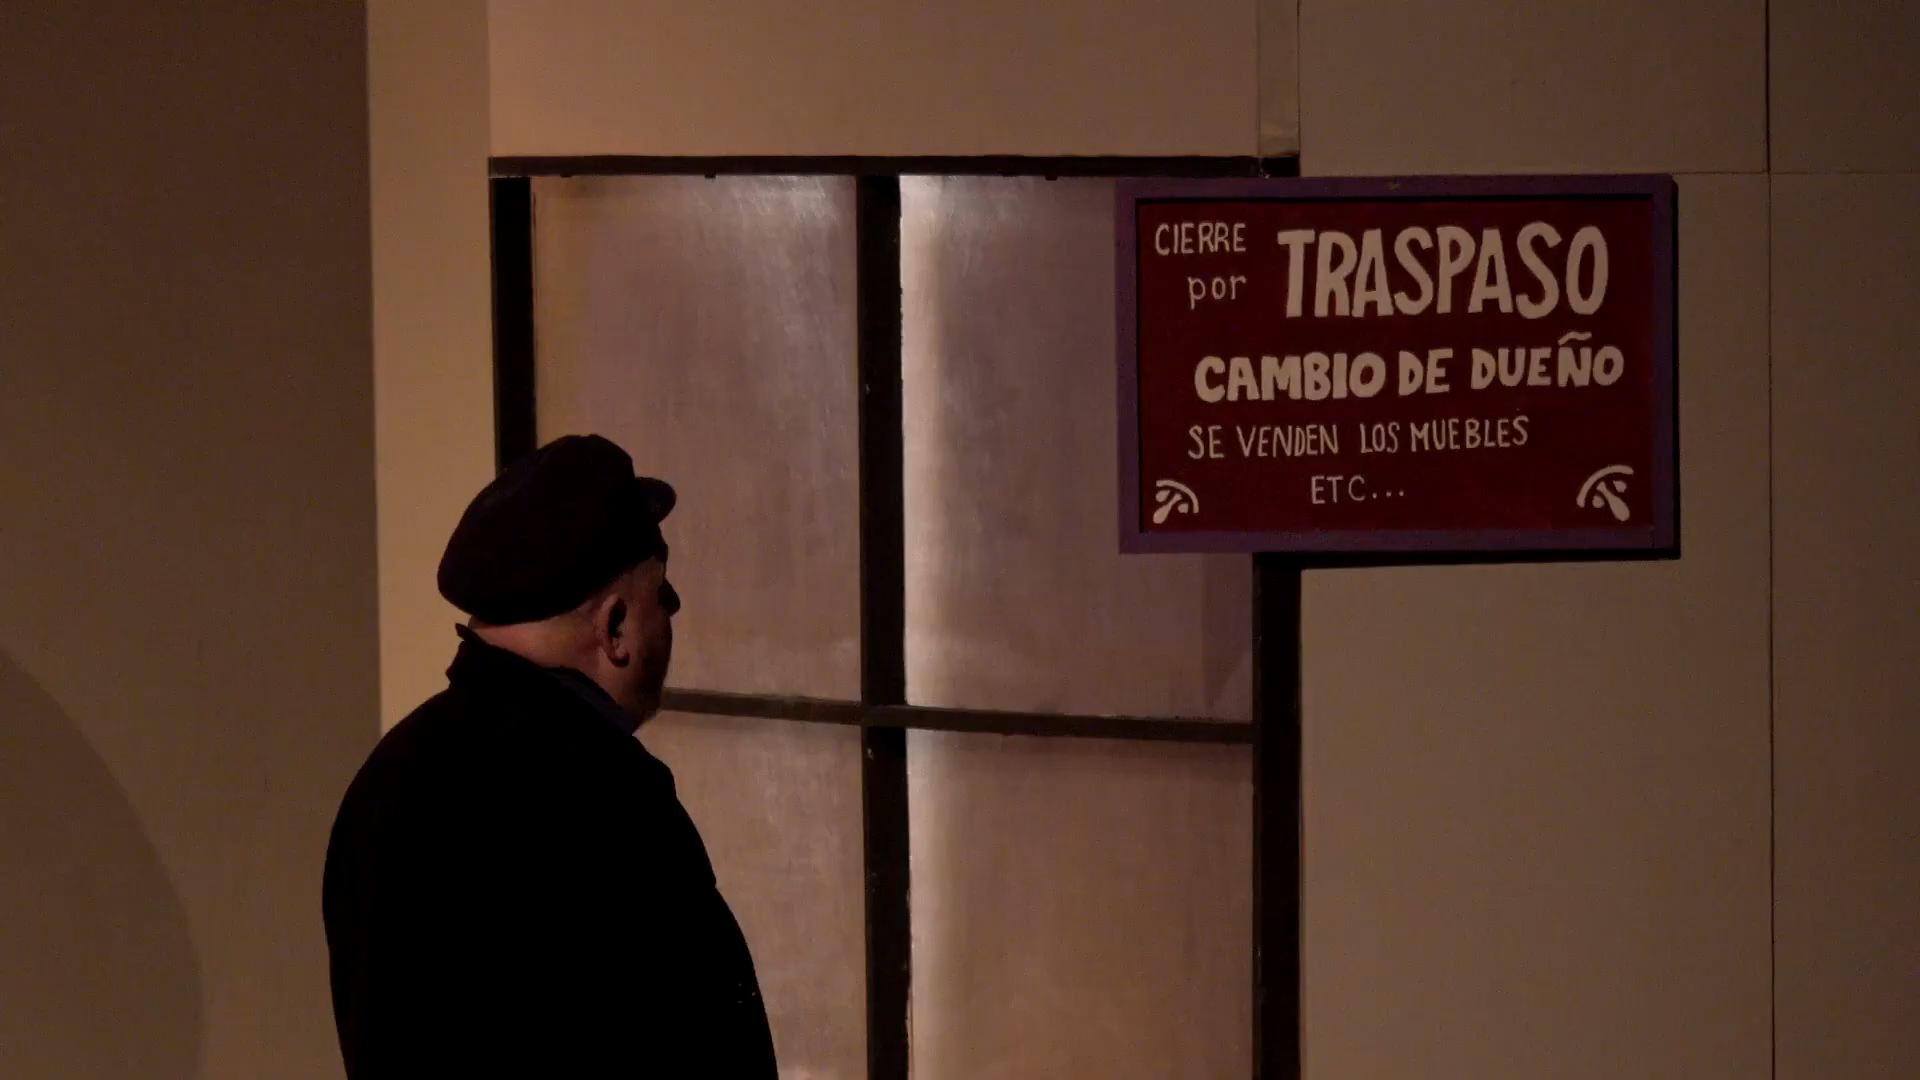 CIERRE
por TRASPASO
CAMBIO DE DUEÑO
SE VENDEN LOS MUEBLES
ETC...